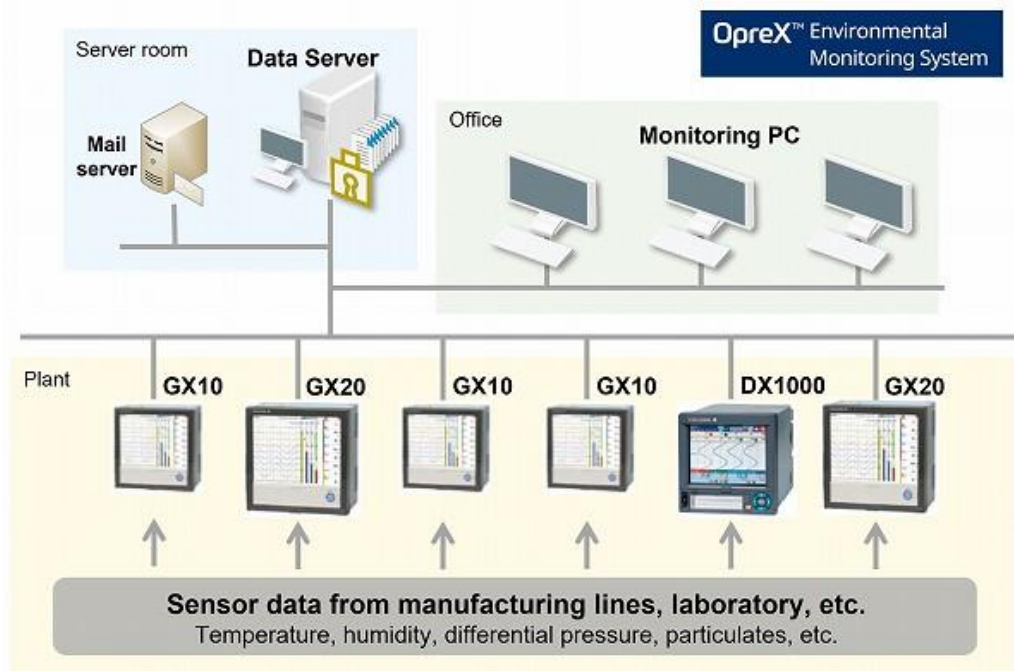 Server room
Data Server
Mail
server
OpreX™ Environmental
Monitoring System
Office
Monitoring PC
Plant
GX10
GX20
GX10
GX10
DX1000
GX20
Sensor data from manufacturing lines, laboratory, etc.
Temperature, humidity, differential pressure, particulates, etc.